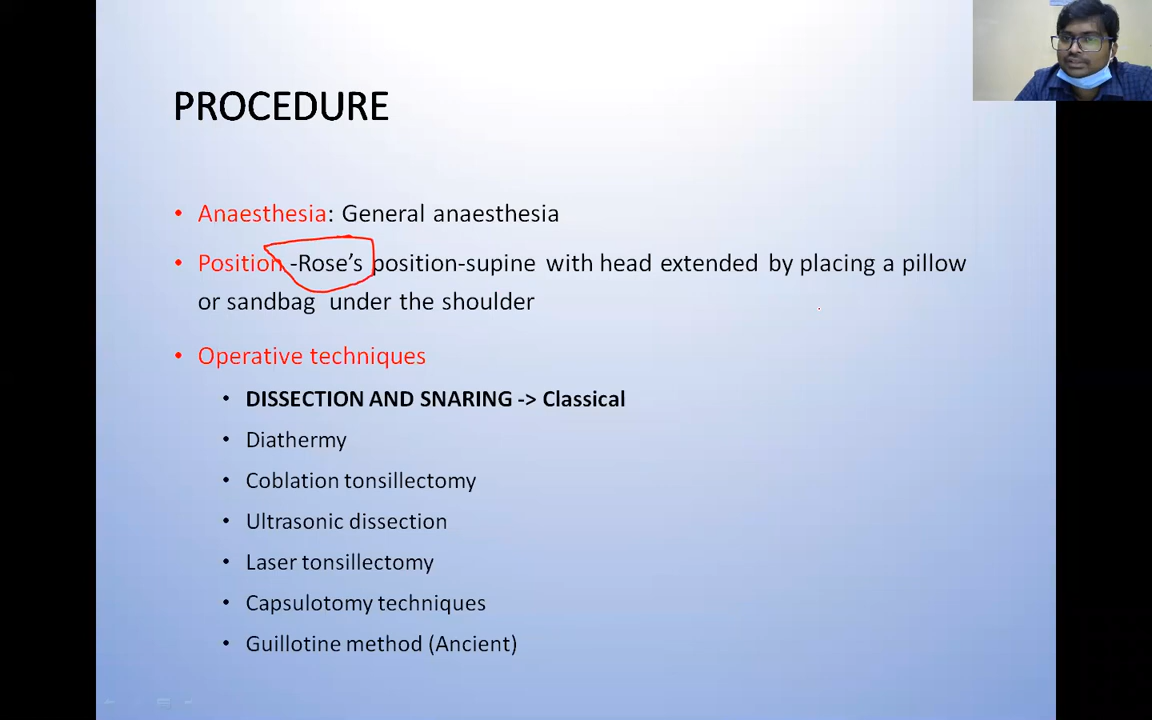 PROCEDURE
• Anaesthesia: General anaesthesia
• Position -Rose's position-supine with head extended by placing a pillow
or sandbag under the shoulder
• Operative techniques
• DISSECTION AND SNARING -> Classical
• Diathermy
• Coblation tonsillectomy
• Ultrasonic dissection
• Laser tonsillectomy
• Capsulotomy techniques
• Guillotine method (Ancient)